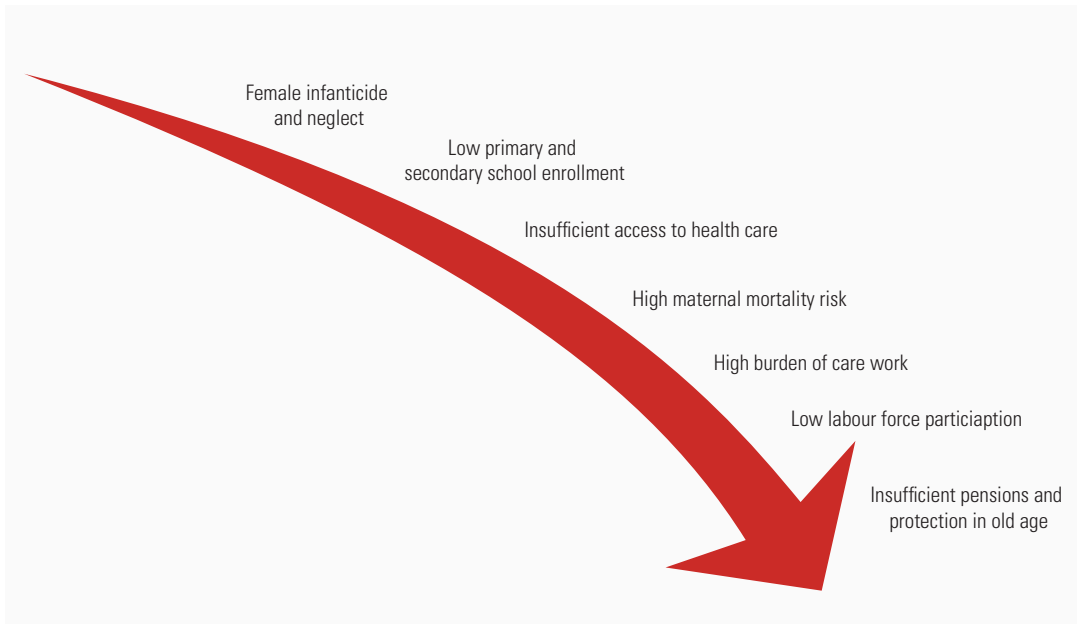 Female infanticide
and neglect
Low primary and
secondary school enrollment
Insufficient access to health care
High maternal mortality risk
High burden of care work
Low labour force particiaption
Insufficient pensions and
protection in old age